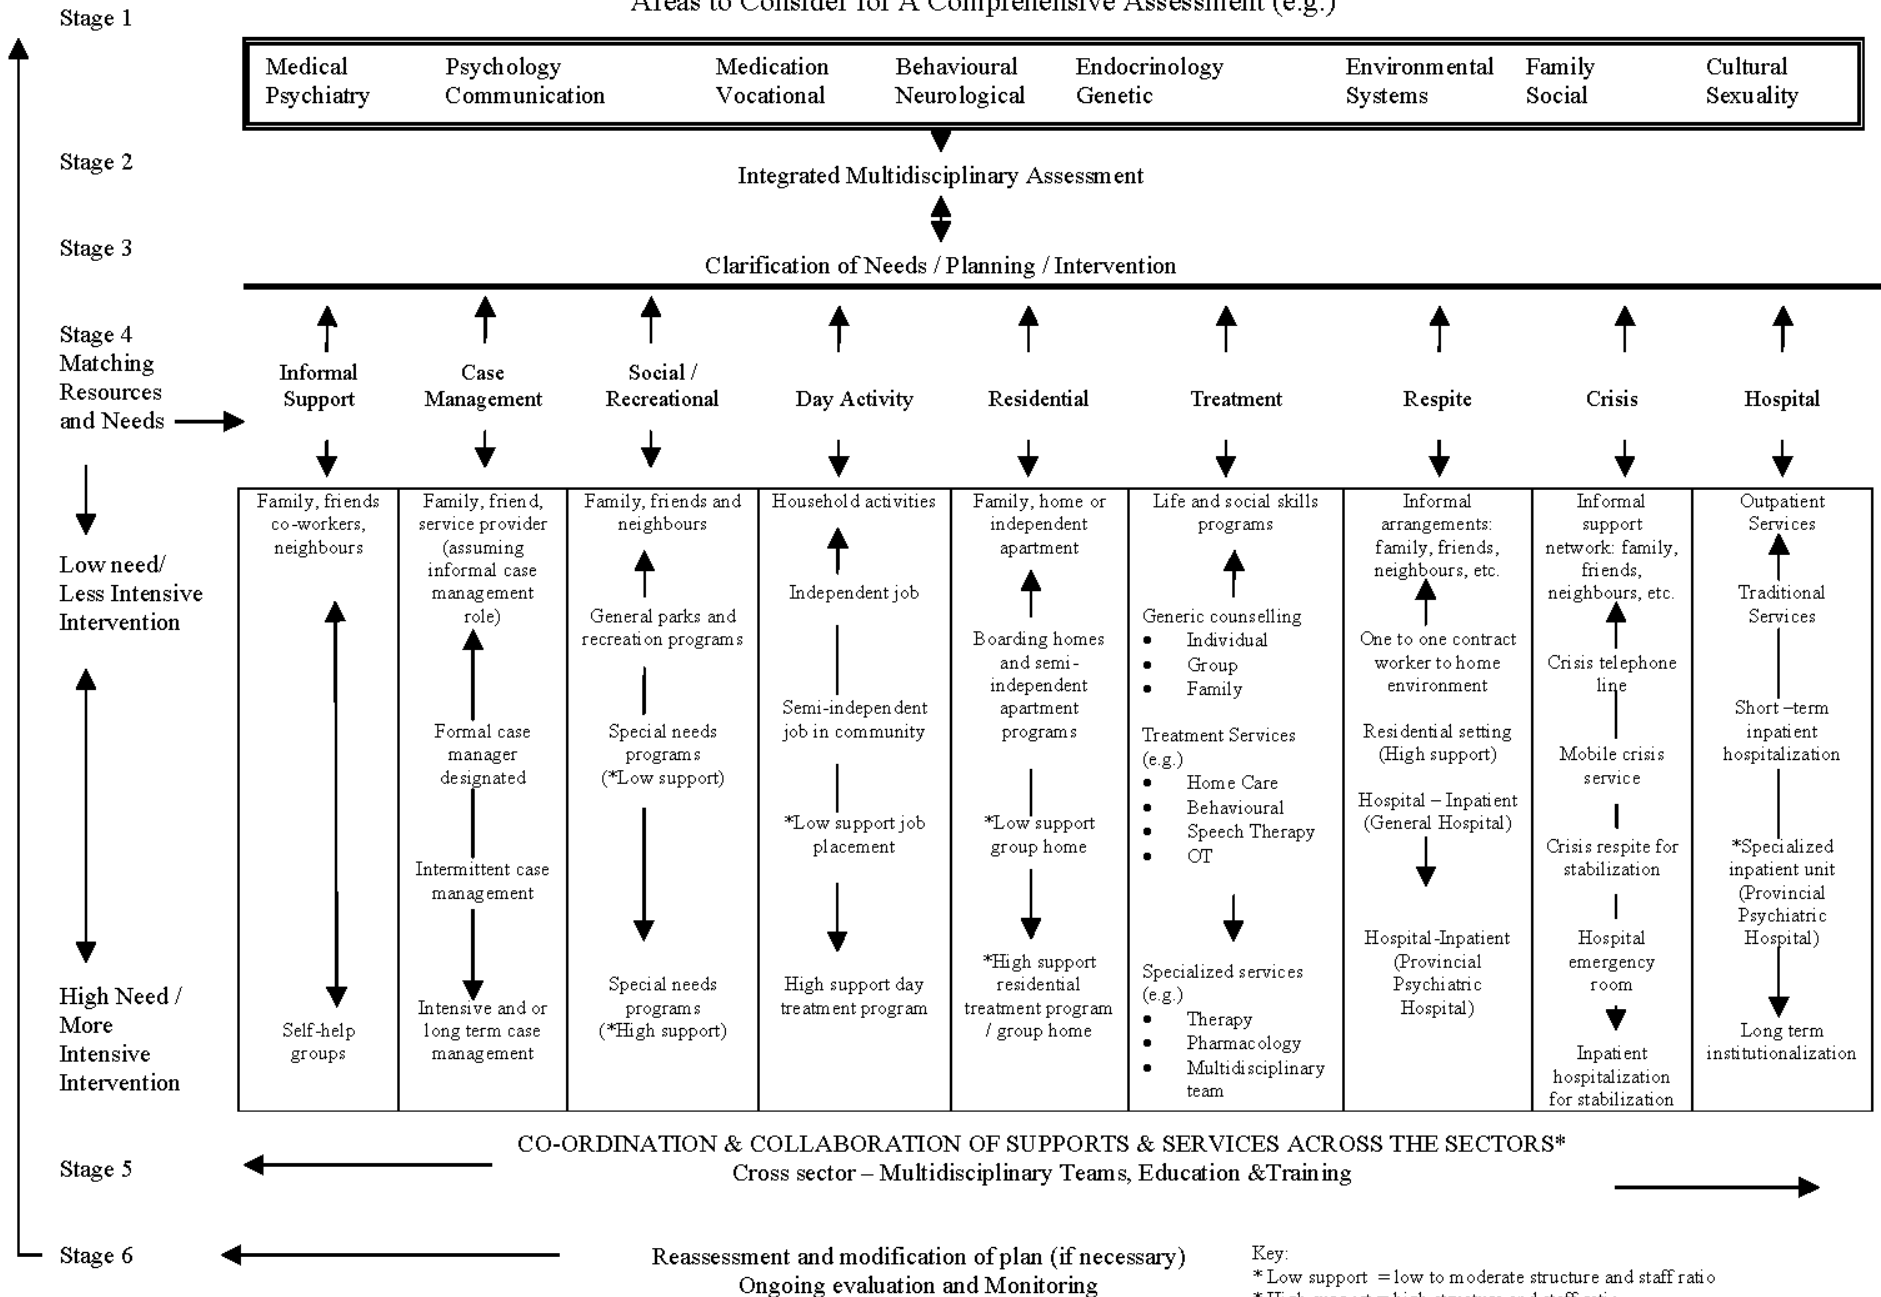 Areas to Consider for A Comprehensive Assessment (e.g.)
Stage 1
Medical Psychology Medication Behavioural Endocrinology Environmental Family Cultural
Psychiatry Communication Vocational Neurological Genetic Systems Social Sexuality
Stage 2
Integrated Multidisciplinary Assessment
Stage 3
Clarification of Needs / Planning / Intervention
Stage 4
Matching
Resources
and Needs
Informal
Support
Case
Management
Social /
Recreational
Day Activity
Residential
Treatment
Respite
Crisis
Hospital
Low need/
Less Intensive
Intervention
High Need /
More
Intensive
Intervention
Family, friends
co-workers,
neighbours
Self-help
groups
Family, friend,
service provider
(assuming
informal case
management
role)
Formal case
manager
designated
Intermittent case
management
Intensive and or
long term case
management
Family, friends and
neighbours
General parks and
recreation programs
Special needs
programs
(*Low support)
Special needs
programs
(*High support)
Household activities
Independent job
Semi-independent
job in community
*Low support job
placement
High support day
treatment program
Family, home or
independent
apartment
Boarding homes
and semi-
independent
apartment
programs
*Low support
group home
*High support
residential
treatment program
/ group home
Life and social skills
programs
Generic counselling
• Individual
• Group
• Family
Treatment Services
(e.g.)
• Home Care
• Behavioural
• Speech Therapy
• OT
Specialized services
(e.g.)
• Therapy
• Pharmacology
• Multidisciplinary
team
Informal
arrangements:
family, friends,
neighbours, etc.
One to one contract
worker to home
environment
Residential setting
(High support)
Hospital – Inpatient
(General Hospital)
Hospital-Inpatient
(Provincial
Psychiatric
Hospital)
Informal
support
network: family,
friends,
neighbours, etc.
Crisis telephone
line
Mobile crisis
service
Crisis respite for
stabilization
Hospital
emergency
room
Inpatient
hospitalization
for stabilization
Outpatient
Services
Traditional
Services
Short –term
inpatient
hospitalization
*Specialized
inpatient unit
(Provincial
Psychiatric
Hospital)
Long term
institutionalization
Stage 5
CO-ORDINATION & COLLABORATION OF SUPPORTS & SERVICES ACROSS THE SECTORS*
Cross sector – Multidisciplinary Teams, Education &Training
Stage 6
Reassessment and modification of plan (if necessary)
Ongoing evaluation and Monitoring
Key:
* Low support = low to moderate structure and staff ratio
* High support = high structure and staff ratio